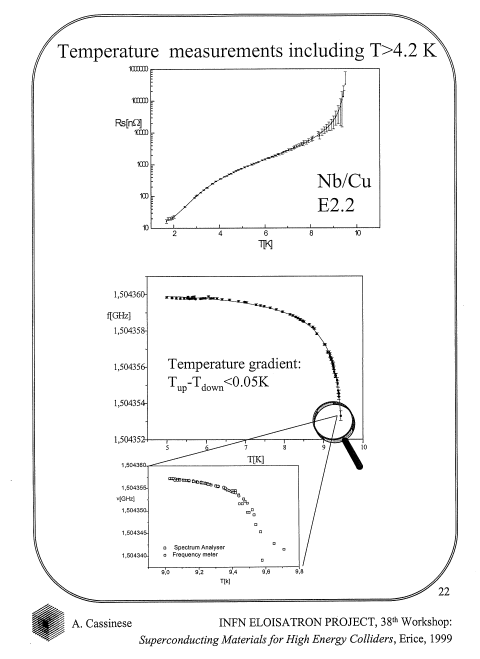 Temperature measurements including T>4.2 K
1000000
100000
Rs[nΩ]
10000
1000
100
10
Nb/Cu
E2.2
2 4 6 8 10
T[K]
1,504360
f[GHz]
1,504358
1,504356
1,504354
1,504352
Temperature gradient:
Tup-Tdown<0.05K
5 6 7 8 9 10
T[K]
1,504360
1,504355
ν[GHz]
1,504350
1,504345
1,504340
Spectrum Analyser
Frequency meter
9,0 9,2 9,4 9,6 9,8
T[k]
22
A. Cassinese
INFN ELOISATRON PROJECT, 38th Workshop:
Superconducting Materials for High Energy Colliders, Erice, 1999